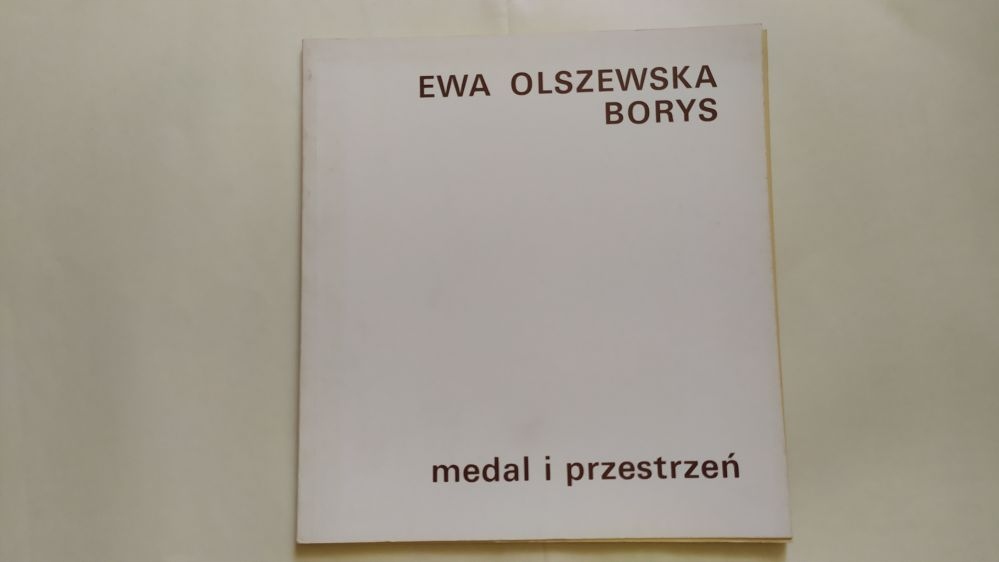 EWA OLSZEWSKA
BORYS
medal i przestrzeń